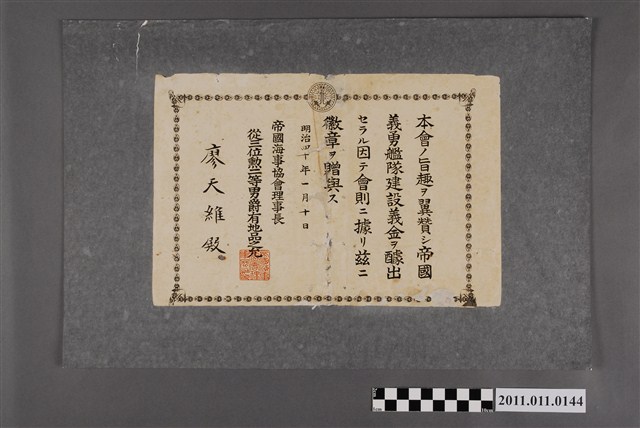 本會ノ旨趣ヲ翼賛シ帝國
義勇艦隊建設義金ヲ醵出
セラル因テ會則ニ據リ茲ニ
徽章ヲ贈與ス
明治四十年一月十日
帝國海事協會理事長
從三位勲二等男爵有地品之允
廖天維殿
2011.011.0144